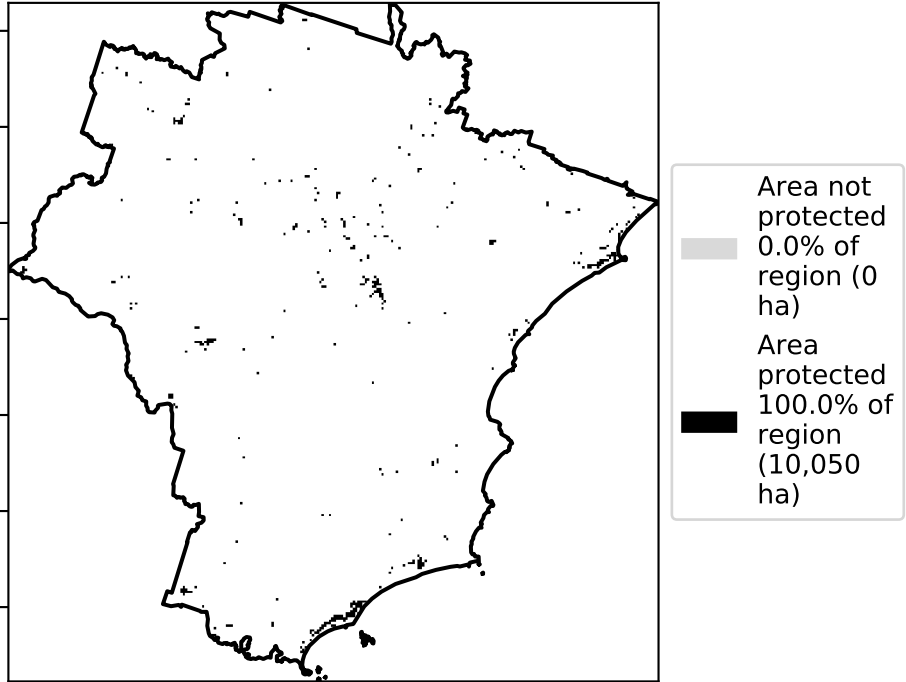 Area not
protected
0.0% of
region (0
ha)
Area
protected
100.0% of
region
(10,050
ha)